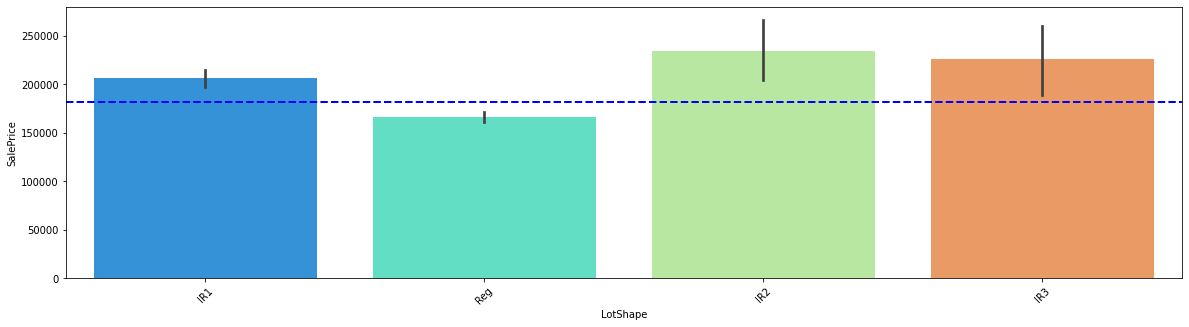 250000
200000
150000
100000
50000
0
SalePrice
IR1
Reg
IR2
IR3
LotShape